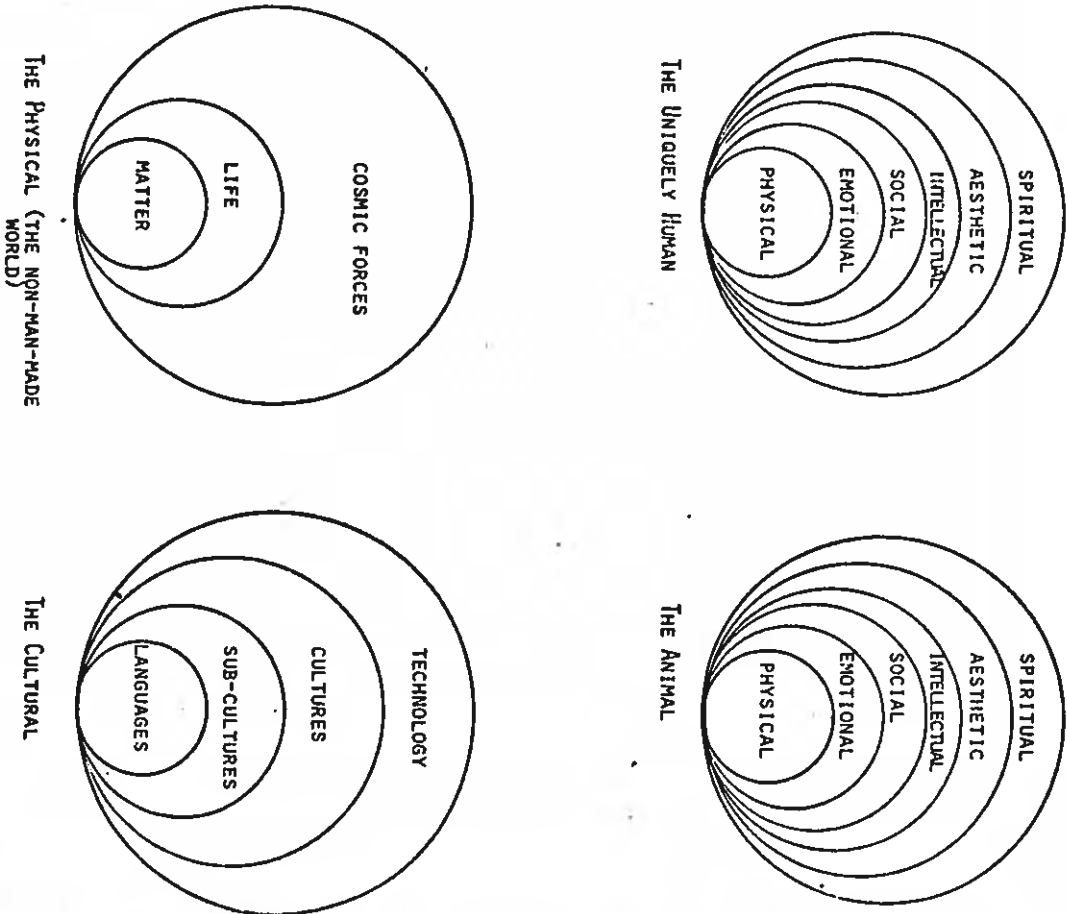 SPIRITUAL
AESTHETIC
INTELLECTUAL
SOCIAL
EMOTIONAL
PHYSICAL
THE UNIQUELY HUMAN
SPIRITUAL
AESTHETIC
INTELLECTUAL
SOCIAL
EMOTIONAL
PHYSICAL
THE ANIMAL
COSMIC FORCES
LIFE
MATTER
THE PHYSICAL (THE NON-MAN-MADE
WORLD)
TECHNOLOGY
CULTURES
SUB-CULTURES
LANGUAGES
THE CULTURAL